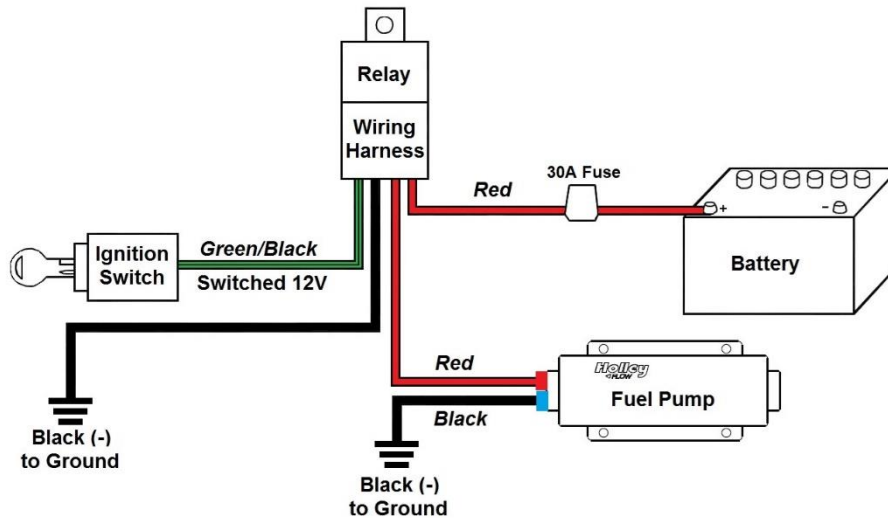 Relay
Wiring
Harness
30A Fuse
Red
+
-
Battery
Ignition
Switch
Green/Black
Switched 12V
Red
Holley
FLOW
Fuel Pump
Black
Black (-)
to Ground
Black (-)
to Ground